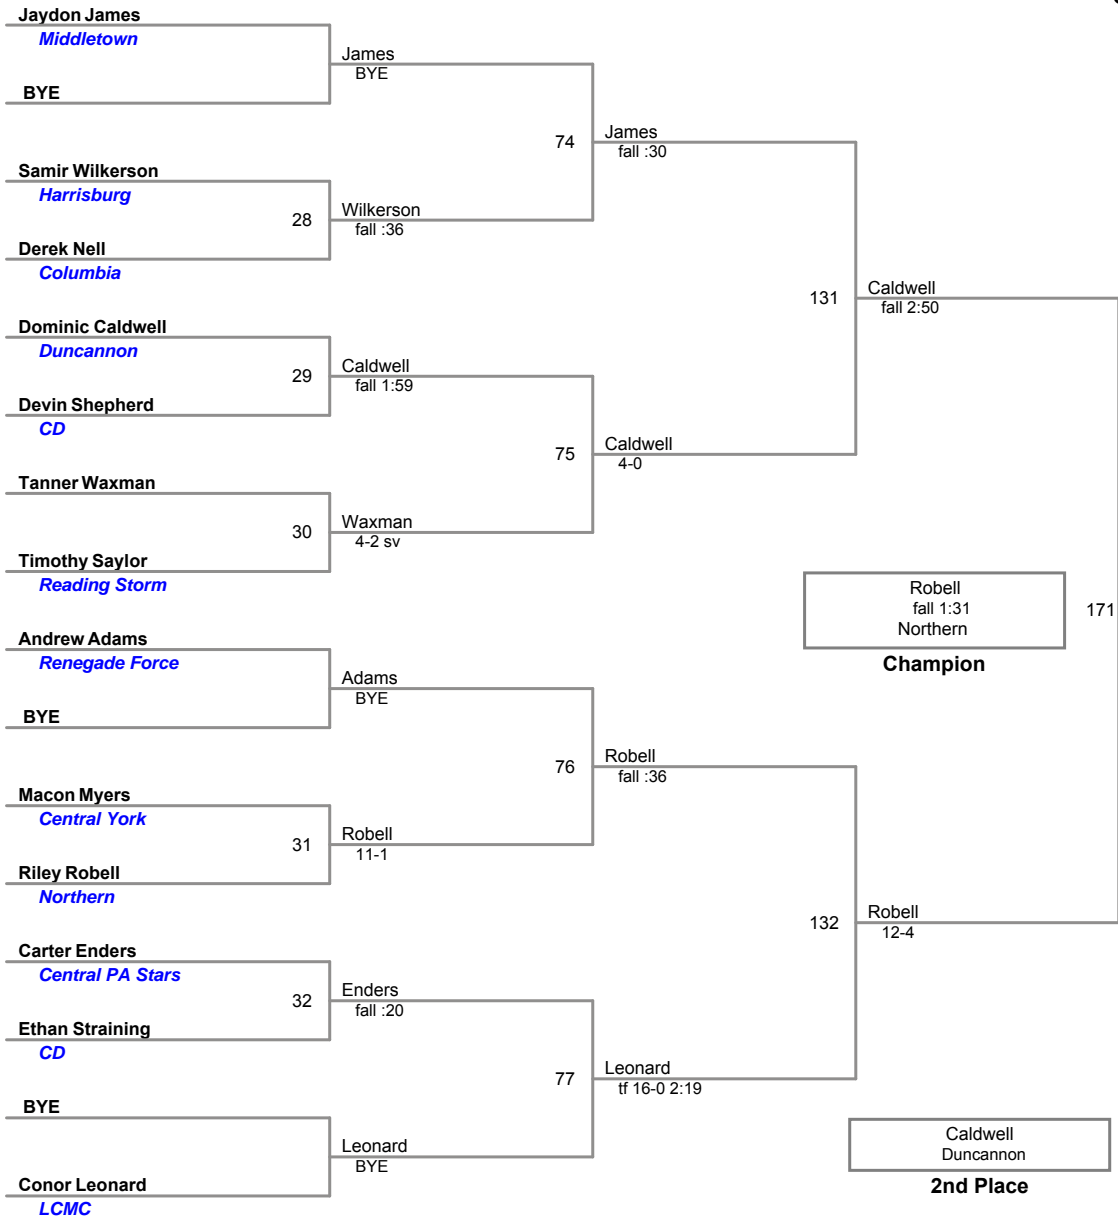 Jaydon James
Middletown
BYE
Samir Wilkerson
Harrisburg
Derek Nell
Columbia
Dominic Caldwell
Duncannon
Devin Shepherd
CD
Tanner Waxman
Timothy Saylor
Reading Storm
Andrew Adams
Renegade Force
BYE
Macon Myers
Central York
Riley Robell
Northern
Carter Enders
Central PA Stars
Ethan Straining
CD
BYE
Conor Leonard
LCMC
28
29
30
31
32
James
BYE
Wilkerson
fall :36
Caldwell
fall 1:59
Waxman
4-2 sv
Adams
BYE
Robell
11-1
Enders
fall :20
Leonard
BYE
74
75
76
77
James
fall :30
Caldwell
4-0
Robell
fall :36
Leonard
tf 16-0 2:19
131
132
Caldwell
fall 2:50
Robell
12-4
171
Robell
fall 1:31
Northern
Champion
Caldwell
Duncannon
2nd Place